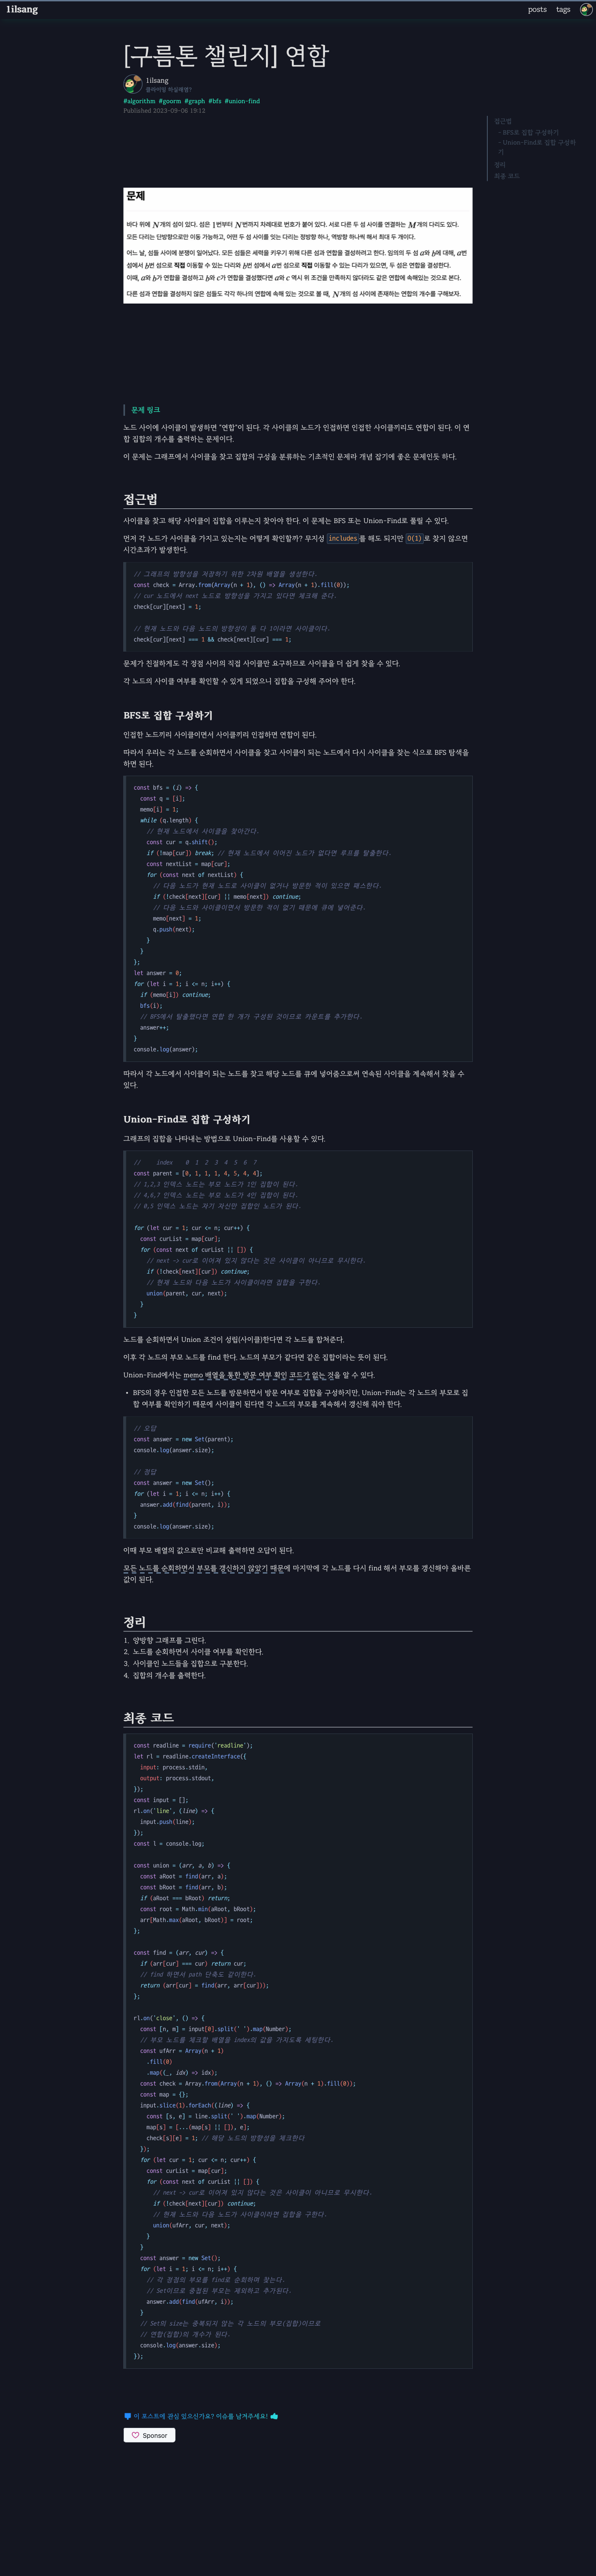 1ilsang
posts
tags
[구름톤 챌린지] 연합
1ilsang
클라이밍 하실래염?
#algorithm #goorm #graph #bfs #union-find
Published 2023-09-06 19:12
접근법
- BFS로 집합 구성하기
- Union-Find로 집합 구성하
기
정리
최종 코드
문제
바다 위에 N개의 섬이 있다. 섬은 1번부터 N번까지 차례대로 번호가 붙어 있다. 서로 다른 두 섬 사이를 연결하는 M개의 다리도 있다.
모든 다리는 단방향으로만 이동 가능하고, 어떤 두 섬 사이를 잇는 다리는 정방향 하나, 역방향 하나씩 해서 최대 두 개이다.
어느 날, 섬들 사이에 분쟁이 일어났다. 모든 섬들은 세력을 키우기 위해 다른 섬과 연합을 결성하려고 한다. 임의의 두 섬 a와 b에 대해, a번
섬에서 b번 섬으로 직접 이동할 수 있는 다리와 b번 섬에서 a번 섬으로 직접 이동할 수 있는 다리가 있으면, 두 섬은 연합을 결성한다.
이때, a와 b가 연합을 결성하고 b와 c가 연합을 결성했다면 a와 c 역시 위 조건을 만족하지 않더라도 같은 연합에 속해있는 것으로 본다.
다른 섬과 연합을 결성하지 않은 섬들도 각각 하나의 연합에 속해 있는 것으로 볼 때, N개의 섬 사이에 존재하는 연합의 개수를 구해보자.
문제 링크
노드 사이에 사이클이 발생하면 "연합"이 된다. 각 사이클의 노드가 인접하면 인접한 사이클끼리도 연합이 된다. 이 연
합 집합의 개수를 출력하는 문제이다.
이 문제는 그래프에서 사이클을 찾고 집합의 구성을 분류하는 기초적인 문제라 개념 잡기에 좋은 문제인듯 하다.
접근법
사이클을 찾고 해당 사이클이 집합을 이루는지 찾아야 한다. 이 문제는 BFS 또는 Union-Find로 풀릴 수 있다.
먼저 각 노드가 사이클을 가지고 있는지는 어떻게 확인할까? 무지성 includes를 해도 되지만 O(1)로 찾지 않으면
시간초과가 발생한다.
// 그래프의 방향성을 저장하기 위한 2차원 배열을 생성한다.
const check = Array.from(Array(n + 1), () => Array(n + 1).fill(0));
// cur 노드에서 next 노드로 방향성을 가지고 있다면 체크해 준다.
check[cur][next] = 1;
// 현재 노드와 다음 노드의 방향성이 둘 다 1이라면 사이클이다.
check[cur][next] === 1 && check[next][cur] === 1;
문제가 친절하게도 각 정점 사이의 직접 사이클만 요구하므로 사이클을 더 쉽게 찾을 수 있다.
각 노드의 사이클 여부를 확인할 수 있게 되었으니 집합을 구성해 주어야 한다.
BFS로 집합 구성하기
인접한 노드끼리 사이클이면서 사이클끼리 인접하면 연합이 된다.
따라서 우리는 각 노드를 순회하면서 사이클을 찾고 사이클이 되는 노드에서 다시 사이클을 찾는 식으로 BFS 탐색을
하면 된다.
const bfs = (i) => {
const q = [i];
memo[i] = 1;
while (q.length) {
// 현재 노드에서 사이클을 찾아간다.
const cur = q.shift();
if (!map[cur]) break; // 현재 노드에서 이어진 노드가 없다면 루프를 탈출한다.
const nextList = map[cur];
for (const next of nextList) {
// 다음 노드가 현재 노드로 사이클이 없거나 방문한 적이 있으면 패스한다.
if (!check[next][cur] || memo[next]) continue;
// 다음 노드와 사이클이면서 방문한 적이 없기 때문에 큐에 넣어준다.
memo[next] = 1;
q.push(next);
}
}
};
let answer = 0;
for (let i = 1; i <= n; i++) {
if (memo[i]) continue;
bfs(i);
// BFS에서 탈출했다면 연합 한 개가 구성된 것이므로 카운트를 추가한다.
answer++;
}
console.log(answer);
따라서 각 노드에서 사이클이 되는 노드를 찾고 해당 노드를 큐에 넣어줌으로써 연속된 사이클을 계속해서 찾을 수
있다.
Union-Find로 집합 구성하기
그래프의 집합을 나타내는 방법으로 Union-Find를 사용할 수 있다.
// index 0 1 2 3 4 5 6 7
const parent = [0, 1, 1, 1, 4, 5, 4, 4];
// 1,2,3 인덱스 노드는 부모 노드가 1인 집합이 된다.
// 4,6,7 인덱스 노드는 부모 노드가 4인 집합이 된다.
// 0,5 인덱스 노드는 자기 자신만 집합인 노드가 된다.
for (let cur = 1; cur <= n; cur++) {
const curList = map[cur];
for (const next of curList || []) {
// next -> cur로 이어져 있지 않다는 것은 사이클이 아니므로 무시한다.
if (!check[next][cur]) continue;
// 현재 노드와 다음 노드가 사이클이라면 집합을 구한다.
union(parent, cur, next);
}
}
노드를 순회하면서 Union 조건이 성립(사이클)한다면 각 노드를 합쳐준다.
이후 각 노드의 부모 노드를 find 한다. 노드의 부모가 같다면 같은 집합이라는 뜻이 된다.
Union-Find에서는 memo 배열을 통한 방문 여부 확인 코드가 없는 것을 알 수 있다.
• BFS의 경우 인접한 모든 노드를 방문하면서 방문 여부로 집합을 구성하지만, Union-Find는 각 노드의 부모로 집
합 여부를 확인하기 때문에 사이클이 된다면 각 노드의 부모를 계속해서 갱신해 줘야 한다.
// 오답
const answer = new Set(parent);
console.log(answer.size);
// 정답
const answer = new Set();
for (let i = 1; i <= n; i++) {
answer.add(find(parent, i));
}
console.log(answer.size);
이때 부모 배열의 값으로만 비교해 출력하면 오답이 된다.
모든 노드를 순회하면서 부모를 갱신하지 않았기 때문에 마지막에 각 노드를 다시 find 해서 부모를 갱신해야 올바른
값이 된다.
정리
1. 양방향 그래프를 그린다.
2. 노드를 순회하면서 사이클 여부를 확인한다.
3. 사이클인 노드들을 집합으로 구분한다.
4. 집합의 개수를 출력한다.
최종 코드
const readline = require('readline');
let rl = readline.createInterface({
input: process.stdin,
output: process.stdout,
});
const input = [];
rl.on('line', (line) => {
input.push(line);
});
const l = console.log;
const union = (arr, a, b) => {
const aRoot = find(arr, a);
const bRoot = find(arr, b);
if (aRoot === bRoot) return;
const root = Math.min(aRoot, bRoot);
arr[Math.max(aRoot, bRoot)] = root;
};
const find = (arr, cur) => {
if (arr[cur] === cur) return cur;
// find 하면서 path 단축도 같이한다.
return (arr[cur] = find(arr, arr[cur]));
};
rl.on('close', () => {
const [n, m] = input[0].split(' ').map(Number);
// 부모 노드를 체크할 배열을 index의 값을 가지도록 세팅한다.
const ufArr = Array(n + 1)
.fill(0)
.map((_, idx) => idx);
const check = Array.from(Array(n + 1), () => Array(n + 1).fill(0));
const map = {};
input.slice(1).forEach((line) => {
const [s, e] = line.split(' ').map(Number);
map[s] = [...(map[s] || []), e];
check[s][e] = 1; // 해당 노드의 방향성을 체크한다
});
for (let cur = 1; cur <= n; cur++) {
const curList = map[cur];
for (const next of curList || []) {
// next -> cur로 이어져 있지 않다는 것은 사이클이 아니므로 무시한다.
if (!check[next][cur]) continue;
// 현재 노드와 다음 노드가 사이클이라면 집합을 구한다.
union(ufArr, cur, next);
}
}
const answer = new Set();
for (let i = 1; i <= n; i++) {
// 각 정점의 부모를 find로 순회하며 찾는다.
// Set이므로 중첩된 부모는 제외하고 추가된다.
answer.add(find(ufArr, i));
}
// Set의 size는 중복되지 않는 각 노드의 부모(집합)이므로
// 연합(집합)의 개수가 된다.
console.log(answer.size);
});
이 포스트에 관심 있으신가요? 이슈를 남겨주세요!
Sponsor